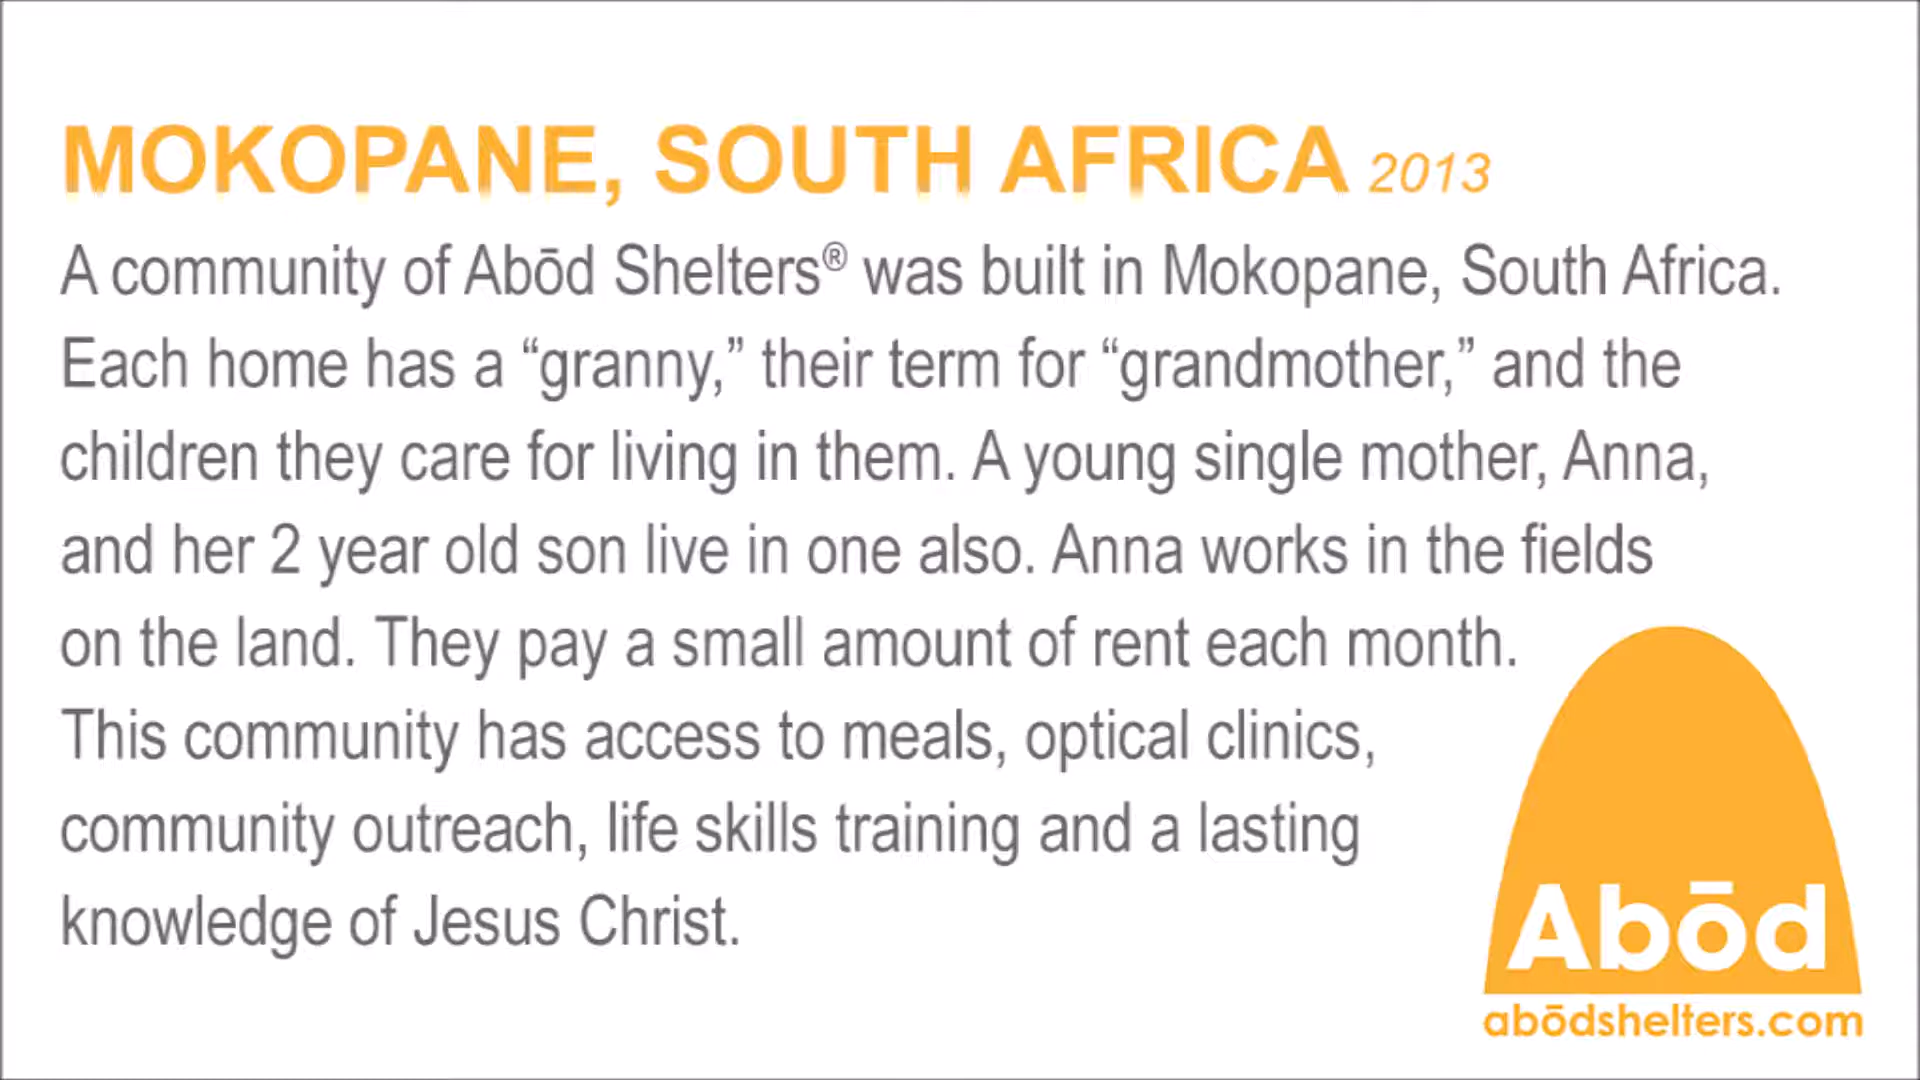 MOKOPANE, SOUTH AFRICA 2013
A community of Abōd Shelters® was built in Mokopane, South Africa.
Each home has a “granny,” their term for “grandmother,” and the
children they care for living in them. A young single mother, Anna,
and her 2 year old son live in one also. Anna works in the fields
on the land. They pay a small amount of rent each month.
This community has access to meals, optical clinics,
community outreach, life skills training and a lasting
knowledge of Jesus Christ.
Abōd
abōdshelters.com